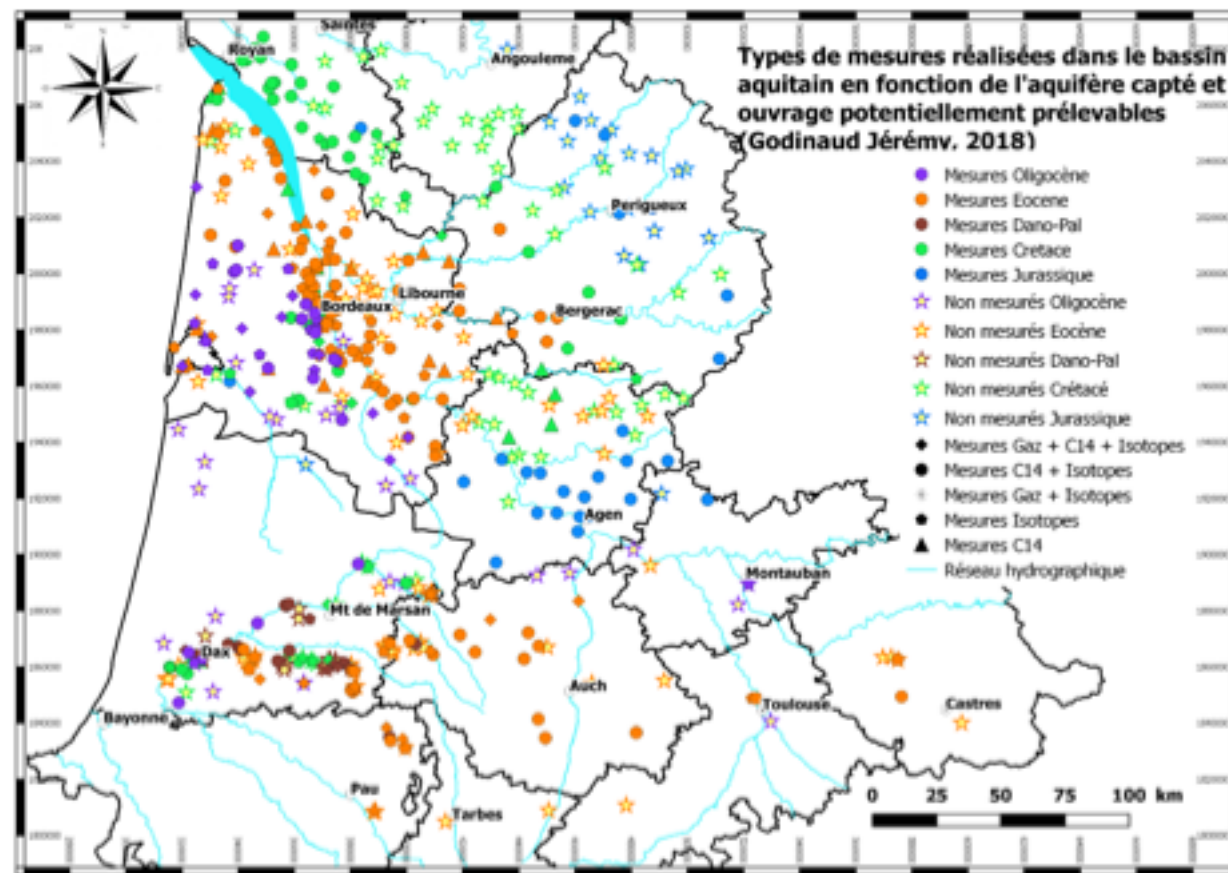 Types de mesures réalisées dans le bassin
aquitain en fonction de l'aquifère capté et
ouvrage potentiellement prélevables
(Godinaud Jérémy. 2018)
Mesures Oligocène
Mesures Eocene
Mesures Dano-Pal
Mesures Cretace
Mesures Jurassique
Non mesurés Oligocène
Non mesurés Eocène
Non mesurés Dano-Pal
Non mesurés Crétacé
Non mesurés Jurassique
Mesures Gaz + C14 + Isotopes
Mesures C14 + Isotopes
Mesures Gaz + Isotopes
Mesures Isotopes
Mesures C14
Réseau hydrographique
Saintes
Royan
Angouleme
Perigueux
Libourne
Bordeaux
Bergerac
Agen
Montauban
Mt de Marsan
Dax
Auch
Toulouse
Castres
Bayonne
Pau
Tarbes
0 25 50 75 100 km